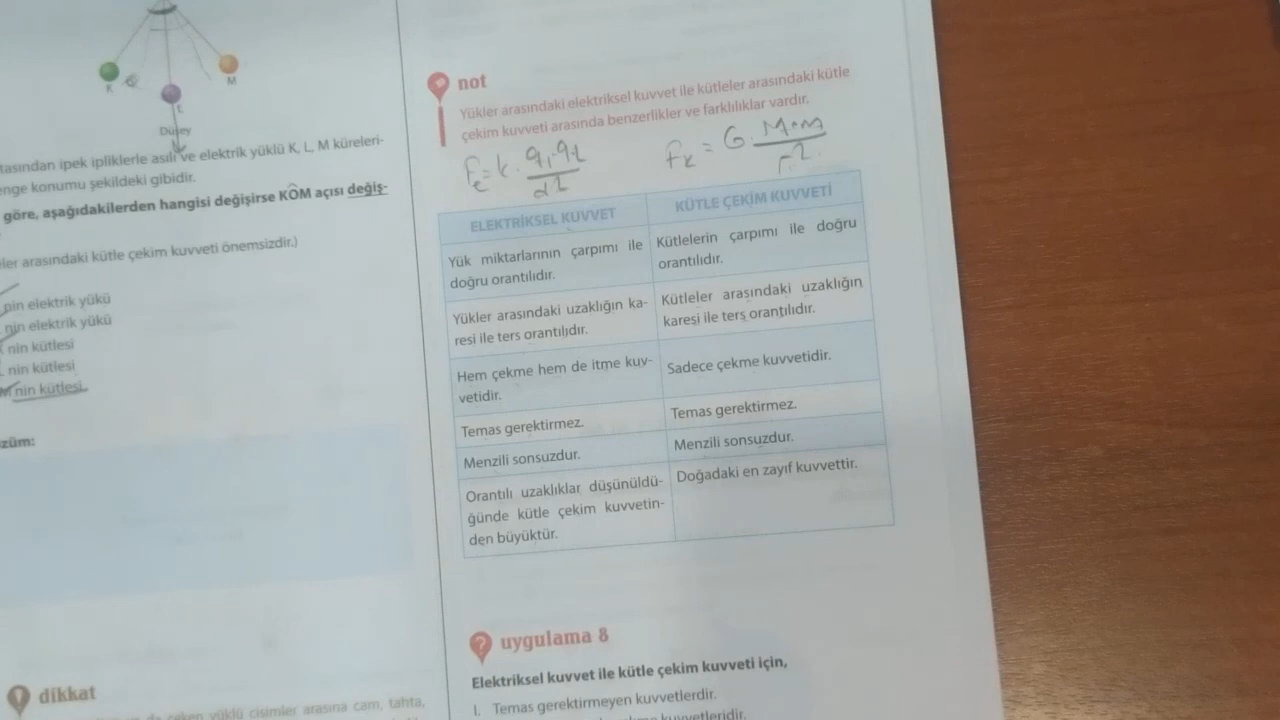 K
L
M
Düşey
tasından ipek ipliklerle asılı ve elektrik yüklü K, L, M küreleri-
enge konumu şekildeki gibidir.
göre, aşağıdakilerden hangisi değişirse KÔM açısı değiş-
ler arasındaki kütle çekim kuvveti önemsizdir.)
nin elektrik yükü
nin elektrik yükü
nin kütlesi
nin kütlesi
M nin kütlesi
züm:
dikkat
çeken yüklü cisimler arasına cam, tahta,
not
Yükler arasındaki elektriksel kuvvet ile kütleler arasındaki kütle
çekim kuvveti arasında benzerlikler ve farklılıklar vardır.
Fe = k . q1.q2 / d2
Fk = G. M.m / r2
ELEKTRİKSEL KUVVET
KÜTLE ÇEKİM KUVVETİ
Yük miktarlarının çarpımı ile
doğru orantılıdır.
Kütlelerin çarpımı ile doğru
orantılıdır.
Yükler arasındaki uzaklığın ka-
resi ile ters orantılıdır.
Kütleler arasındaki uzaklığın
karesi ile ters orantılıdır.
Hem çekme hem de itme kuv-
vetidir.
Sadece çekme kuvvetidir.
Temas gerektirmez.
Temas gerektirmez.
Menzili sonsuzdur.
Menzili sonsuzdur.
Orantılı uzaklıklar düşünüldü-
ğünde kütle çekim kuvvetin-
den büyüktür.
Doğadaki en zayıf kuvvettir.
uygulama 8
Elektriksel kuvvet ile kütle çekim kuvveti için,
I. Temas gerektirmeyen kuvvetlerdir.
kuvvetleridir.